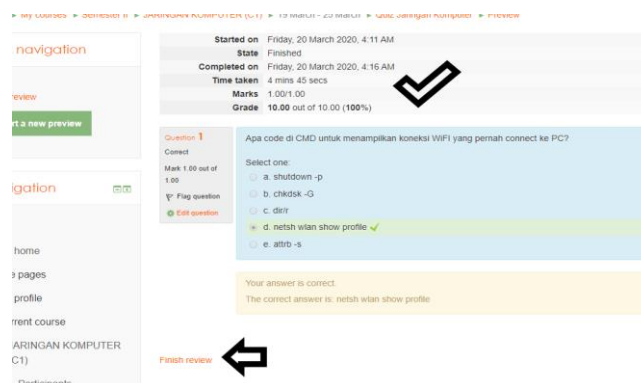 My courses ▸ Semester II ▸ JARINGAN KOMPUTER (C1) ▸ 19 March - 25 March ▸ Quiz Jaringan Komputer ▸ Preview
navigation
review
rt a new preview
igation
home
e pages
profile
rrent course
ARINGAN KOMPUTER
C1)
Participants
Started on Friday, 20 March 2020, 4:11 AM
State Finished
Completed on Friday, 20 March 2020, 4:16 AM
Time taken 4 mins 45 secs
Marks 1.00/1.00
Grade 10.00 out of 10.00 (100%)
Question 1
Correct
Mark 1.00 out of
1.00
Flag question
Edit question
Apa code di CMD untuk menampilkan koneksi WiFI yang pernah connect ke PC?
Select one:
a. shutdown -p
b. chkdsk -G
c. dir/r
d. netsh wlan show profile
e. attrb -s
Your answer is correct.
The correct answer is: netsh wlan show profile
Finish review